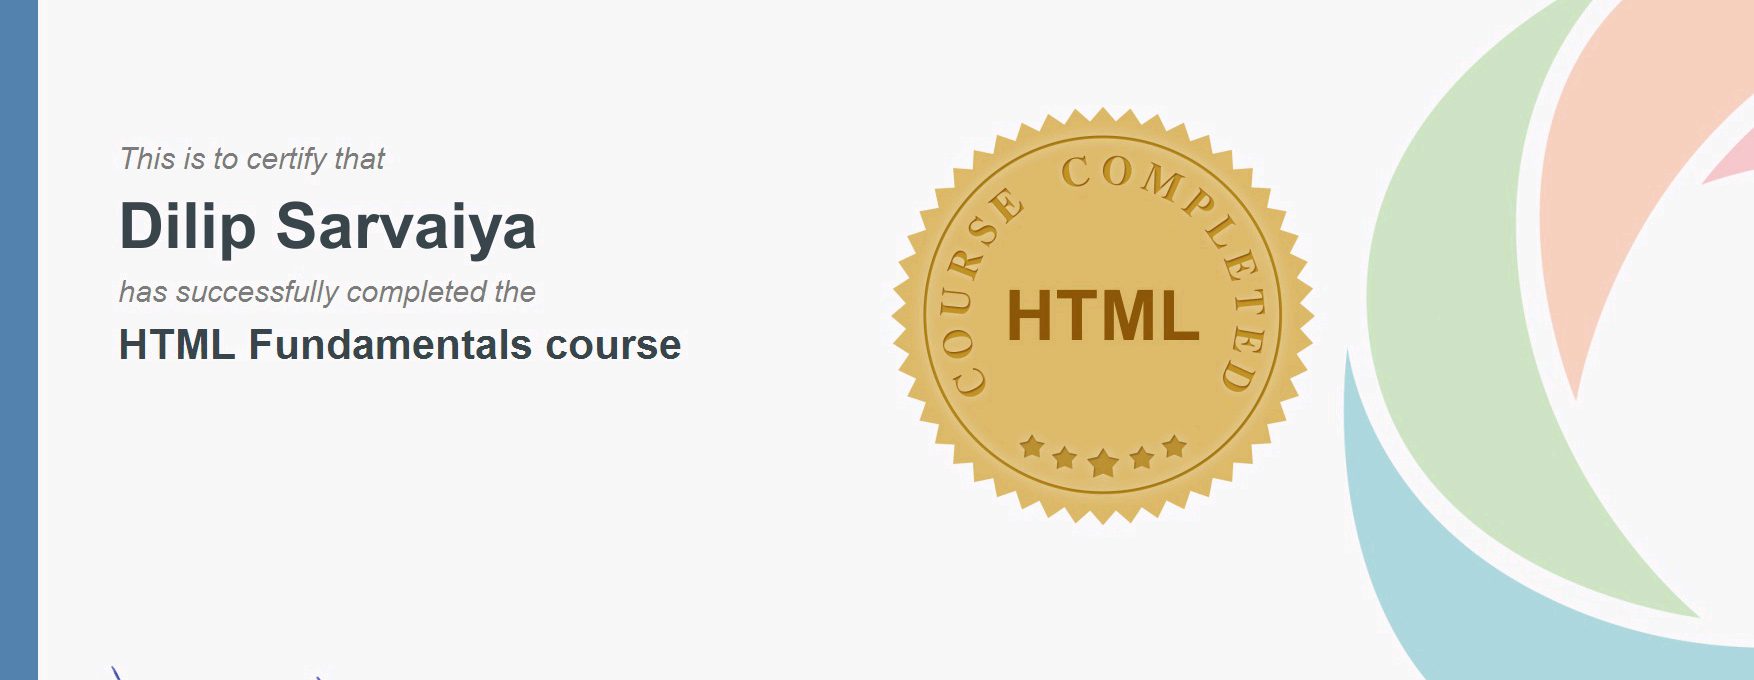 This is to certify that
Dilip Sarvaiya
has successfully completed the
HTML Fundamentals course
COURSE COMPLETED
HTML